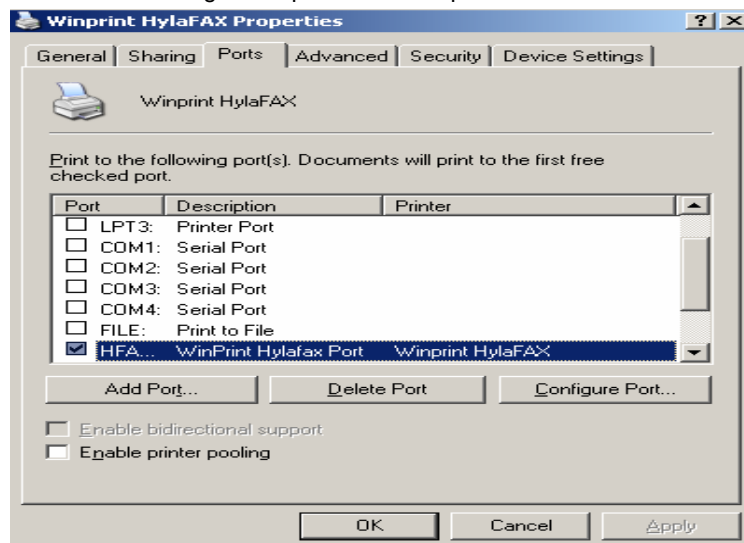 Winprint HylaFAX Properties
General Sharing Ports Advanced Security Device Settings
Winprint HylaFAX
Print to the following port(s). Documents will print to the first free
checked port.
Port Description Printer
LPT3: Printer Port
COM1: Serial Port
COM2: Serial Port
COM3: Serial Port
COM4: Serial Port
FILE: Print to File
HFA... WinPrint Hylafax Port Winprint HylaFAX
Add Port... Delete Port Configure Port...
Enable bidirectional support
Enable printer pooling
OK Cancel Apply